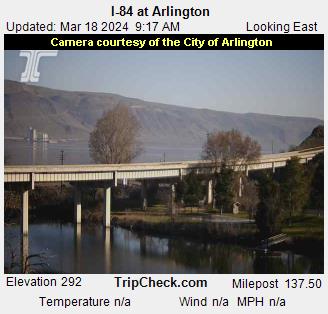 I-84 at Arlington
Updated: Mar 18 2024 9:17 AM Looking East
Camera courtesy of the City of Arlington
Elevation 292 TripCheck.com Milepost 137.50
Temperature n/a Wind n/a MPH n/a